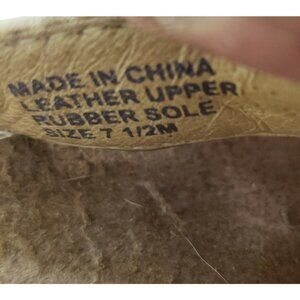 MADE IN CHINA
LEATHER UPPER
RUBBER SOLE
SIZE 7 1/2M